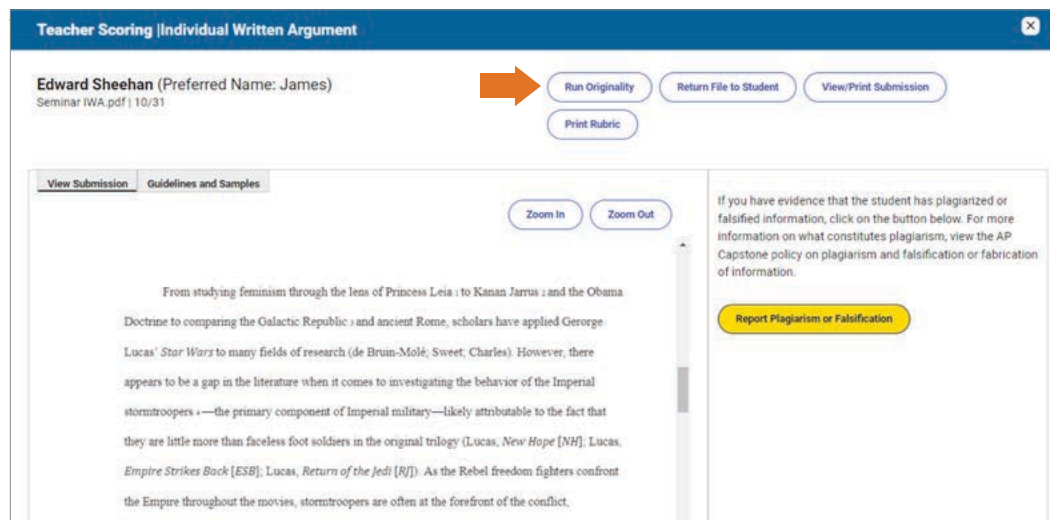 Teacher Scoring |Individual Written Argument
Edward Sheehan (Preferred Name: James)
Seminar IWA.pdf | 10/31
Run Originality
Return File to Student
View/Print Submission
Print Rubric
View Submission
Guidelines and Samples
Zoom In
Zoom Out
From studying feminism through the lens of Princess Leia 1 to Kanan Jarrus 2 and the Obama
Doctrine to comparing the Galactic Republic 3 and ancient Rome, scholars have applied Gerorge
Lucas' Star Wars to many fields of research (de Bruin-Molé; Sweet; Charles). However, there
appears to be a gap in the literature when it comes to investigating the behavior of the Imperial
stormtroopers 4—the primary component of Imperial military—likely attributable to the fact that
they are little more than faceless foot soldiers in the original trilogy (Lucas, New Hope [NH]; Lucas,
Empire Strikes Back [ESB]; Lucas, Return of the Jedi [RJ]). As the Rebel freedom fighters confront
the Empire throughout the movies, stormtroopers are often at the forefront of the conflict,
If you have evidence that the student has plagiarized or
falsified information, click on the button below. For more
information on what constitutes plagiarism, view the AP
Capstone policy on plagiarism and falsification or fabrication
of information.
Report Plagiarism or Falsification